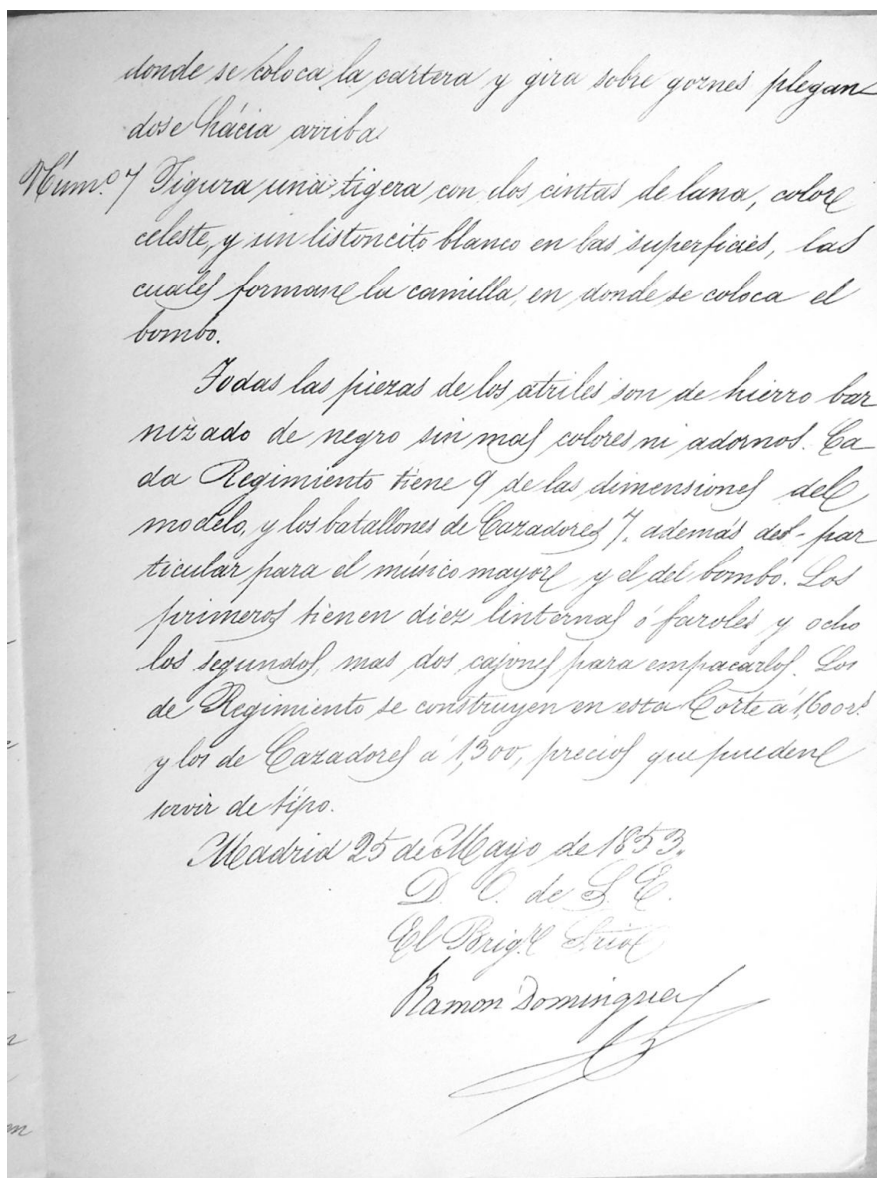 donde se coloca la cartera y gira sobre goznes plegan
dose hácia arriba
Núm.º 7 Figura una tigera con dos cintas de lana, color
celeste, y un listoncito blanco en las superficies, las
cuales forman la camilla, en donde se coloca el
bombo.
Todas las piezas de los atriles son de hierro bar
nizado de negro sin mas colores ni adornos. Ca
da Regimiento tiene 9 de las dimensiones del
modelo, y los batallones de Cazadores 7, además del par
ticular para el músico mayor y el del bombo. Los
primeros tienen diez linternas ó faroles y ocho
los segundos, mas dos cajones para empacarlos. Los
de Regimiento se construyen en esta Corte á 1,600 r.s
y los de Cazadores á 1,300, precios que pueden
servir de tipo.
Madrid 25 de Mayo de 1853.
D. O. de S. E.
El Brig.r Srio
Ramon Dominguez